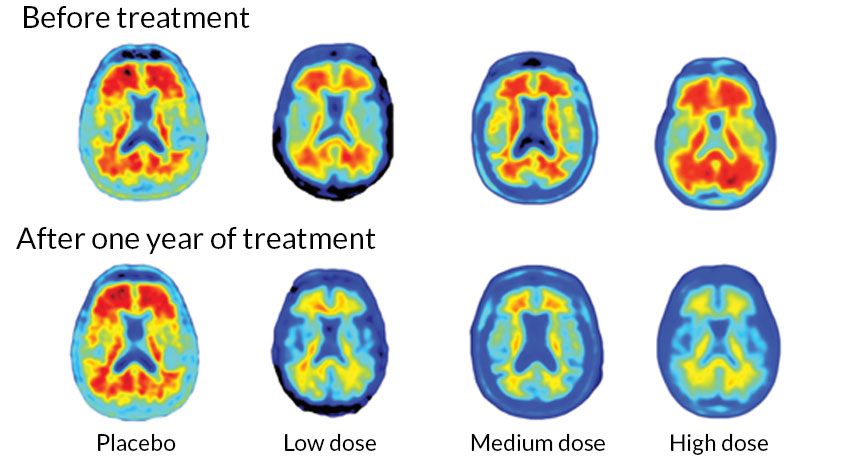 Before treatment
After one year of treatment
Placebo
Low dose
Medium dose
High dose